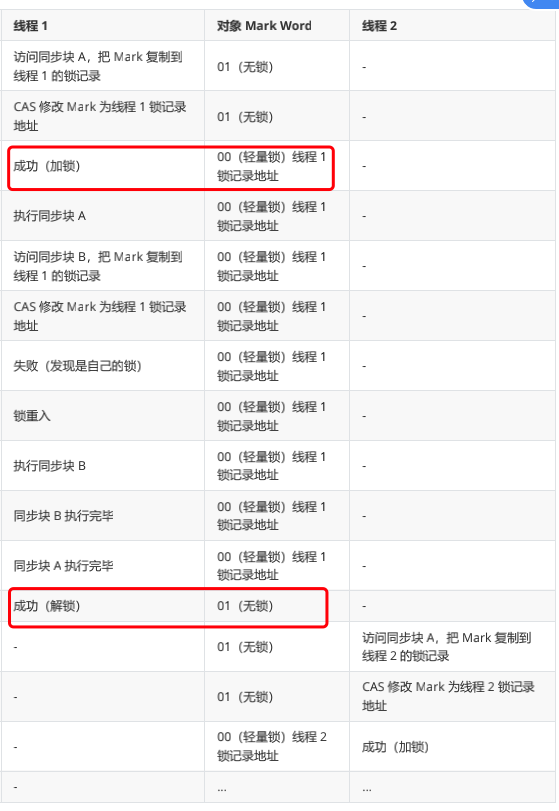 线程 1
对象 Mark Word
线程 2
访问同步块 A，把 Mark 复制到
线程 1 的锁记录
01（无锁）
-
CAS 修改 Mark 为线程 1 锁记录
地址
01（无锁）
-
成功（加锁）
00（轻量锁）线程 1
锁记录地址
-
执行同步块 A
00（轻量锁）线程 1
锁记录地址
-
访问同步块 B，把 Mark 复制到
线程 1 的锁记录
00（轻量锁）线程 1
锁记录地址
-
CAS 修改 Mark 为线程 1 锁记录
地址
00（轻量锁）线程 1
锁记录地址
-
失败（发现是自己的锁）
00（轻量锁）线程 1
锁记录地址
-
锁重入
00（轻量锁）线程 1
锁记录地址
-
执行同步块 B
00（轻量锁）线程 1
锁记录地址
-
同步块 B 执行完毕
00（轻量锁）线程 1
锁记录地址
-
同步块 A 执行完毕
00（轻量锁）线程 1
锁记录地址
-
成功（解锁）
01（无锁）
-
-
01（无锁）
访问同步块 A，把 Mark 复制到
线程 2 的锁记录
-
01（无锁）
CAS 修改 Mark 为线程 2 锁记录
地址
-
00（轻量锁）线程 2
锁记录地址
成功（加锁）
-
...
...